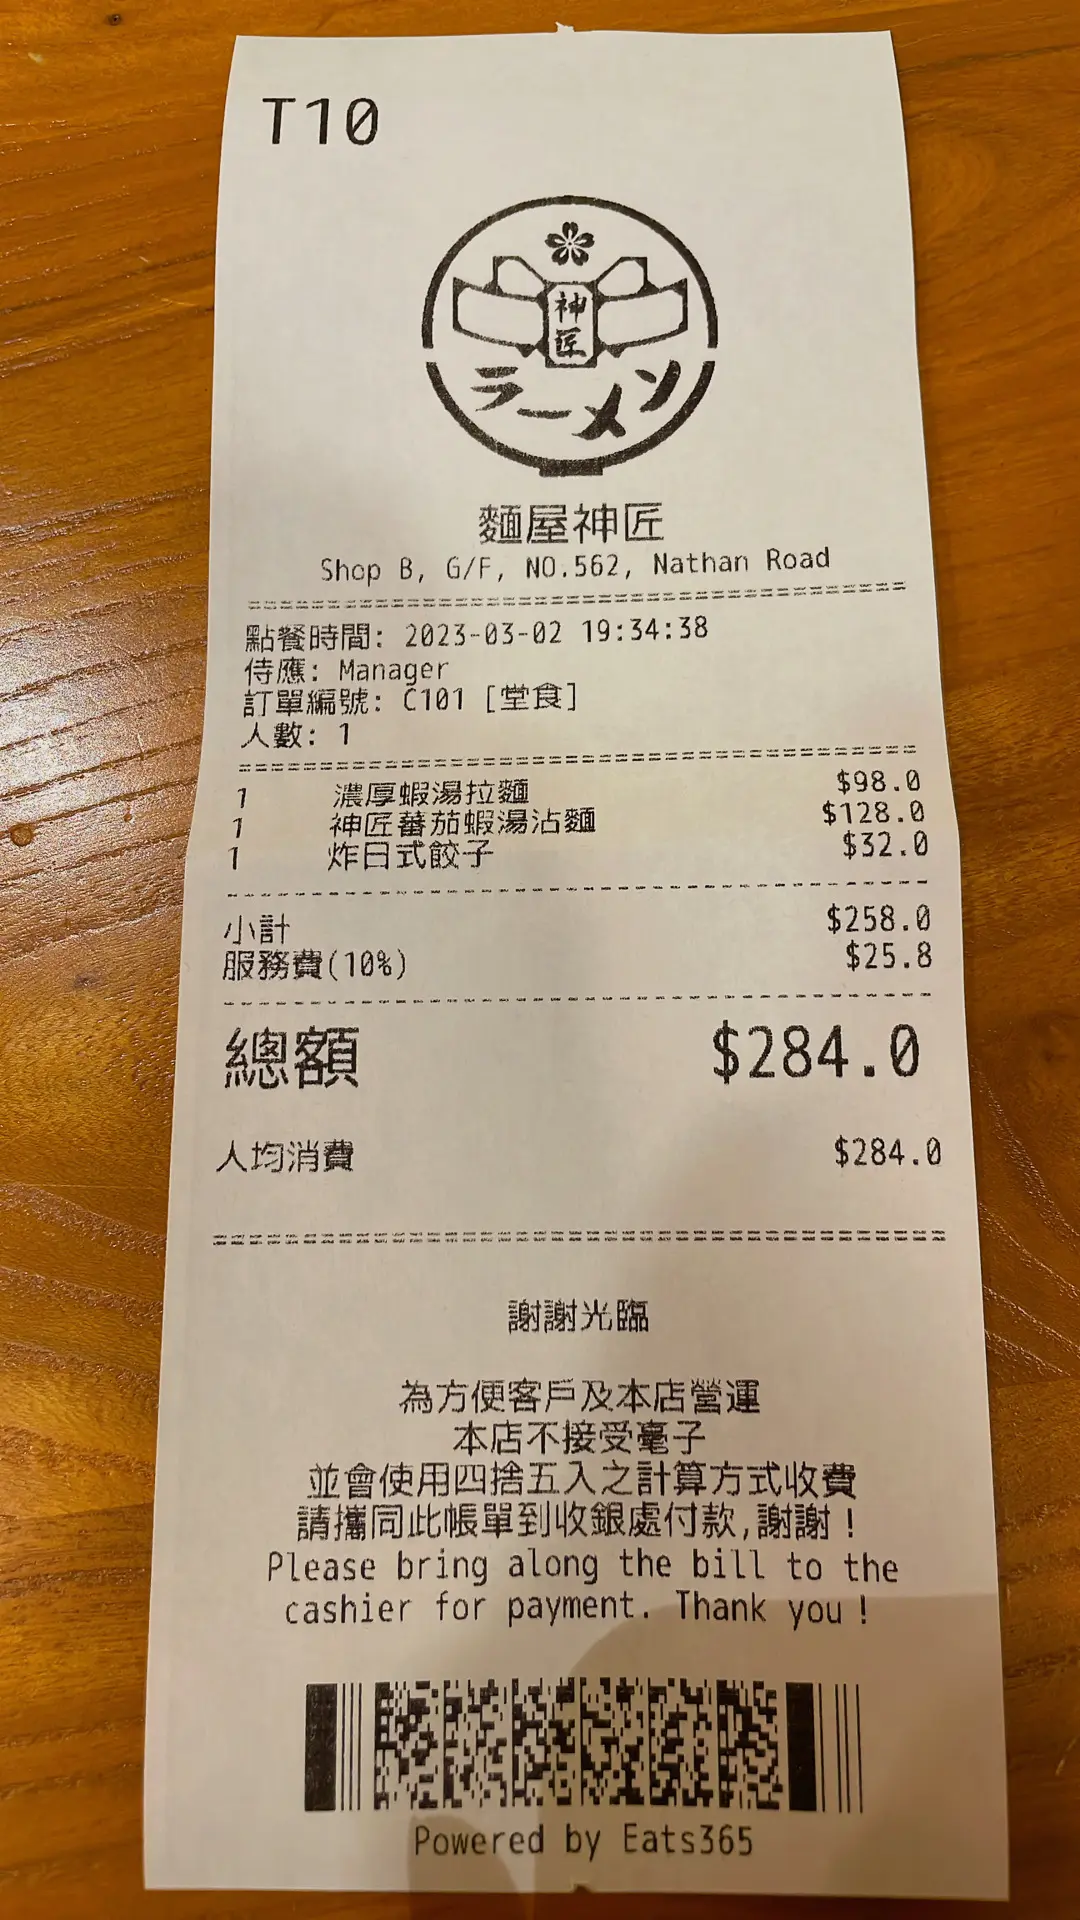 T10
神匠
ラーメン
麵屋神匠
Shop B, G/F, NO.562, Nathan Road
點餐時間: 2023-03-02 19:34:38
侍應: Manager
訂單編號: C101 [堂食]
人數: 1
1 濃厚蝦湯拉麵 $98.0
1 神匠蕃茄蝦湯沾麵 $128.0
1 炸日式餃子 $32.0
小計 $258.0
服務費(10%) $25.8
總額 $284.0
人均消費 $284.0
謝謝光臨
為方便客戶及本店營運
本店不接受毫子
並會使用四捨五入之計算方式收費
請攜同此帳單到收銀處付款,謝謝!
Please bring along the bill to the
cashier for payment. Thank you!
Powered by Eats365